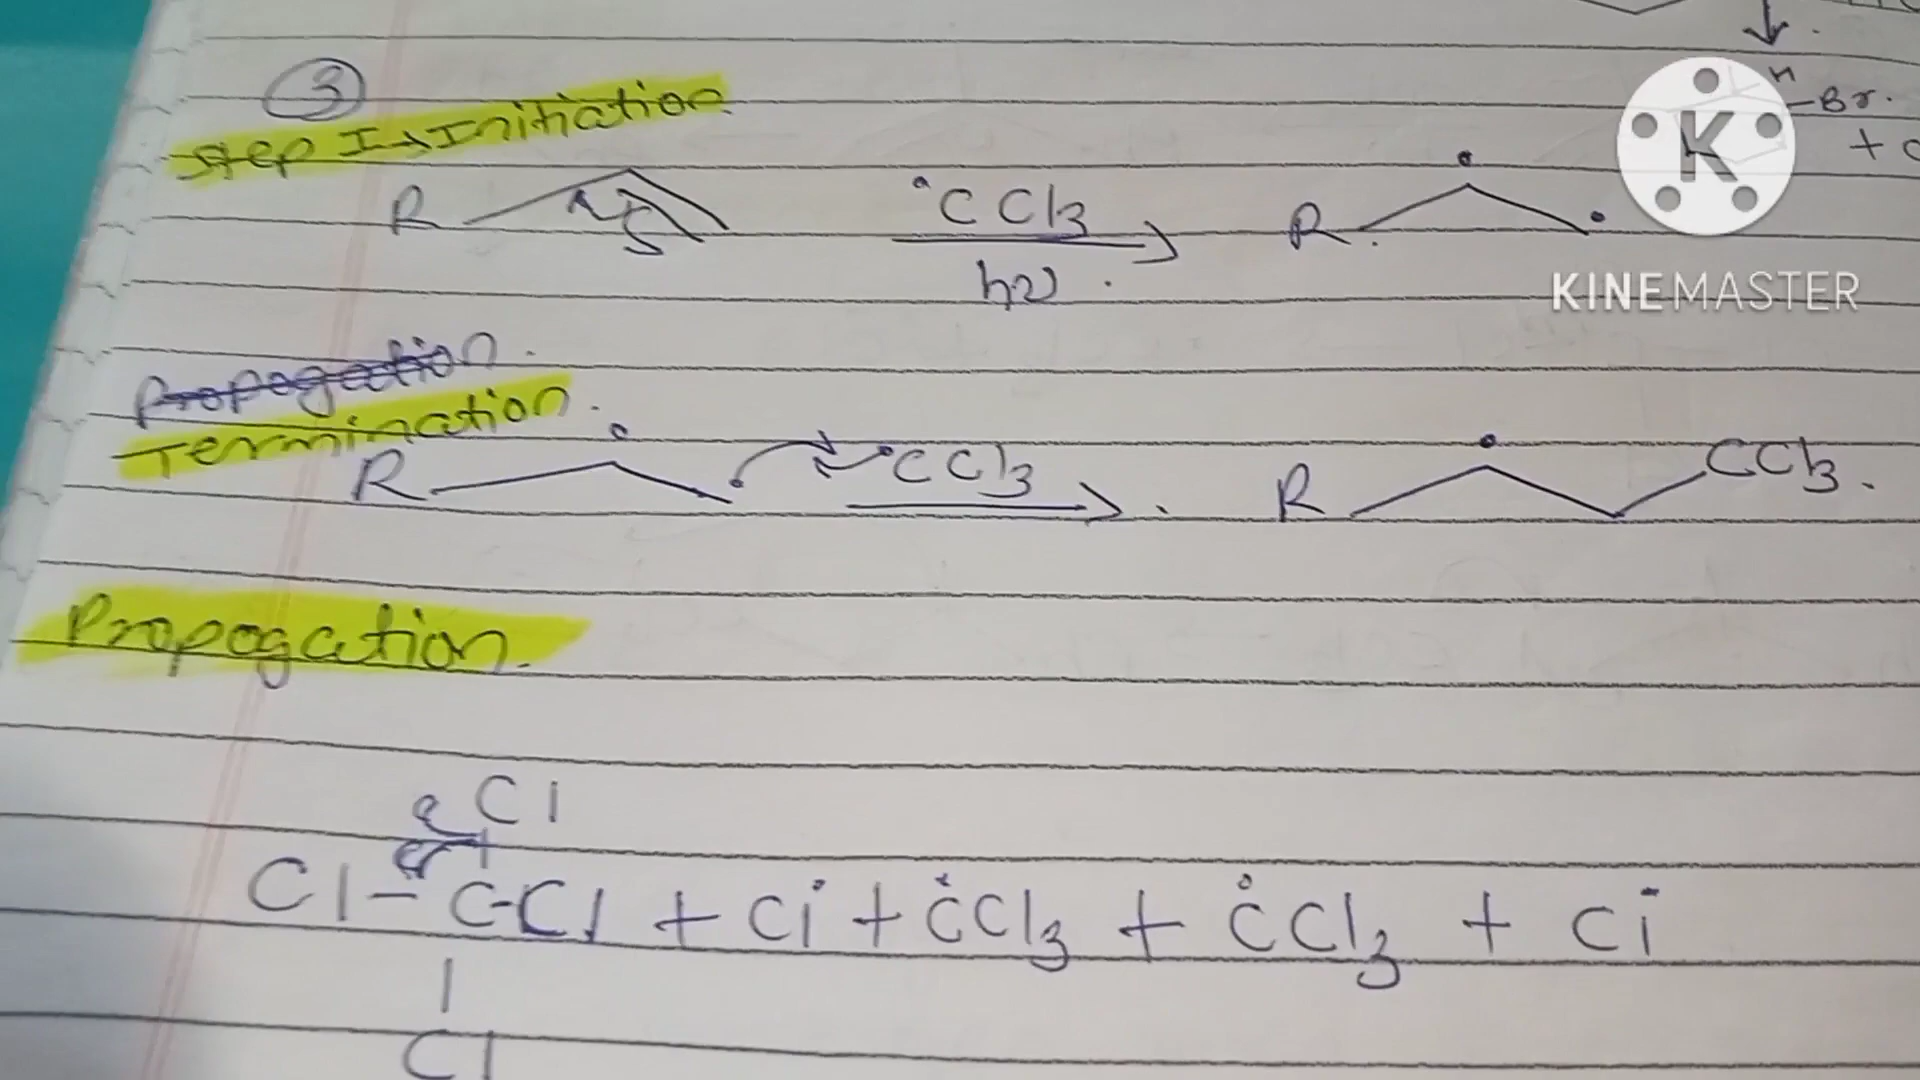 3
Step I → Initiation
R •CCl3 R
hν
Br.
+
K
KINEMASTER
Propogation.
Termination.
R •CCl3 R CCl3.
Propogation.
Cl
Cl - C-Cl + Cl• + •CCl3 + •CCl3 + Cl•
Cl